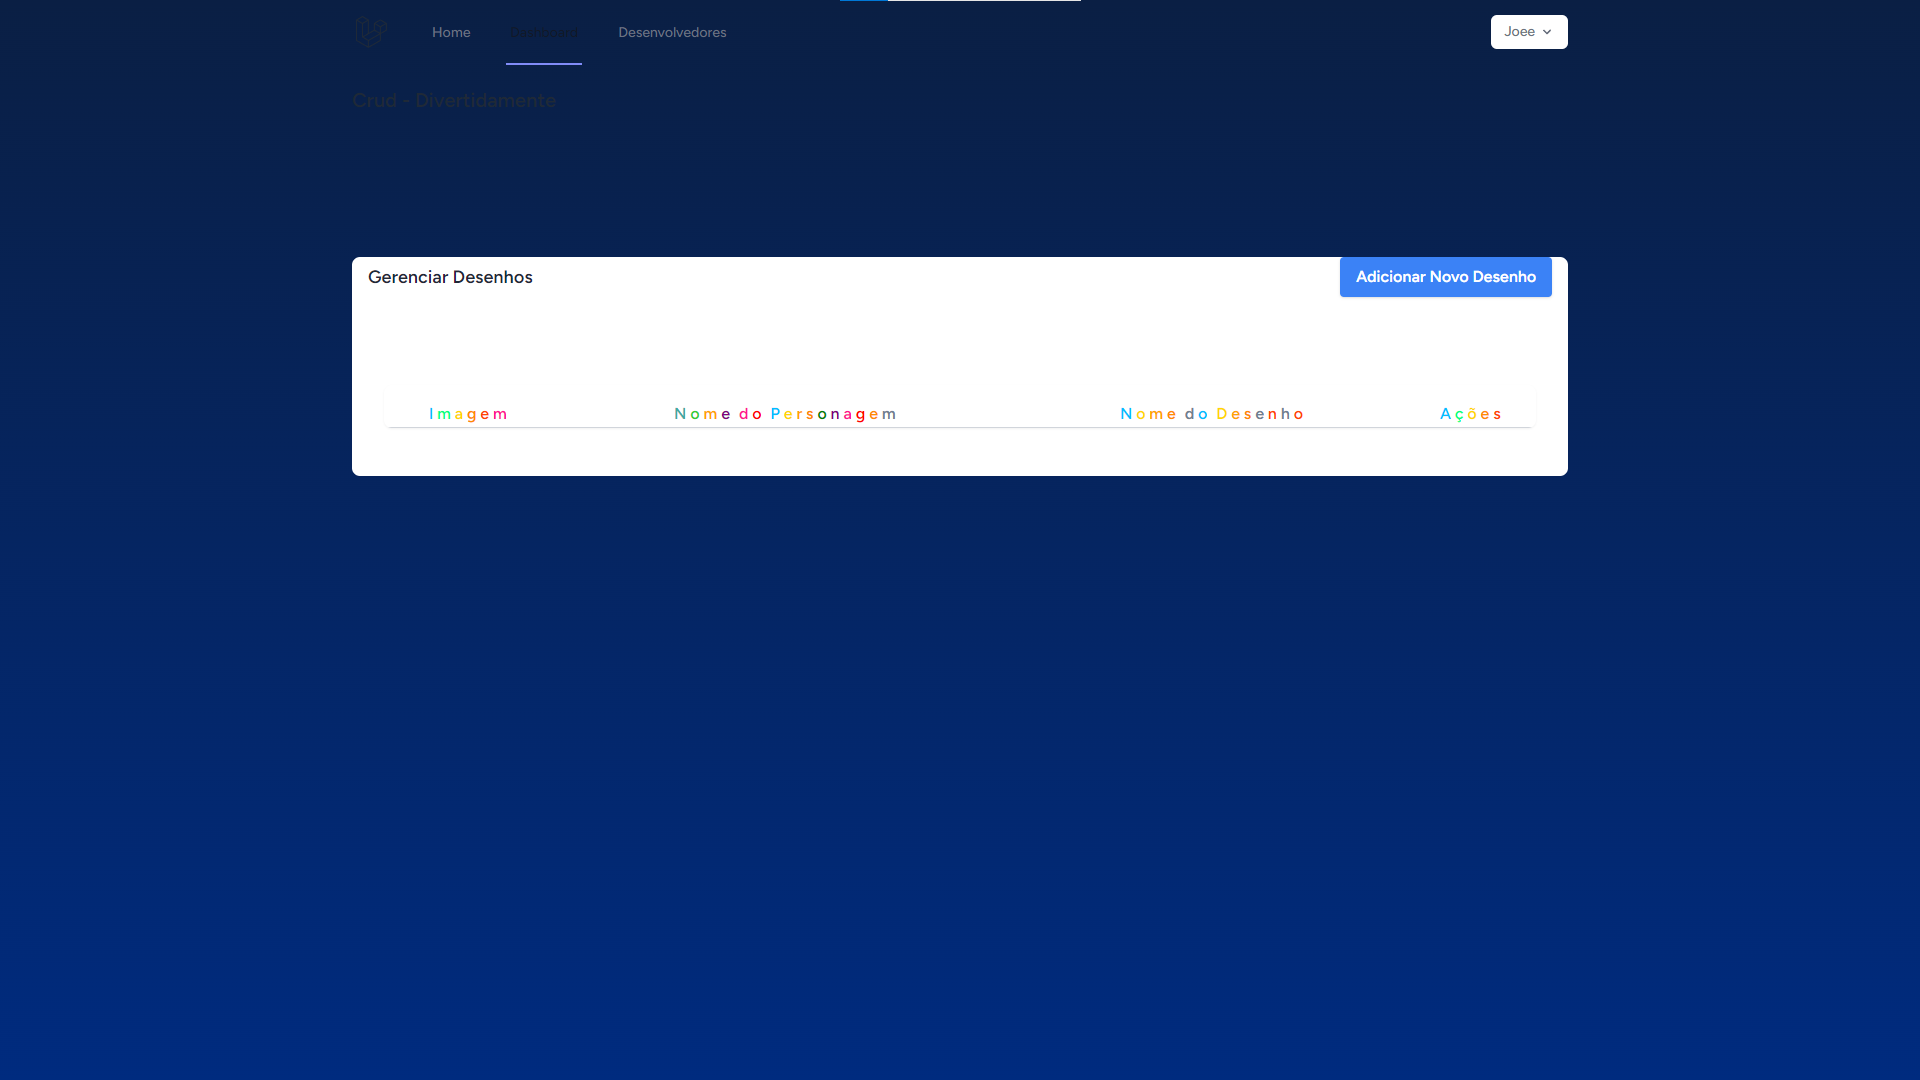 Home
Dashboard
Desenvolvedores
Joee
Crud - Divertidamente
Gerenciar Desenhos
Adicionar Novo Desenho
Imagem
Nome do Personagem
Nome do Desenho
Ações